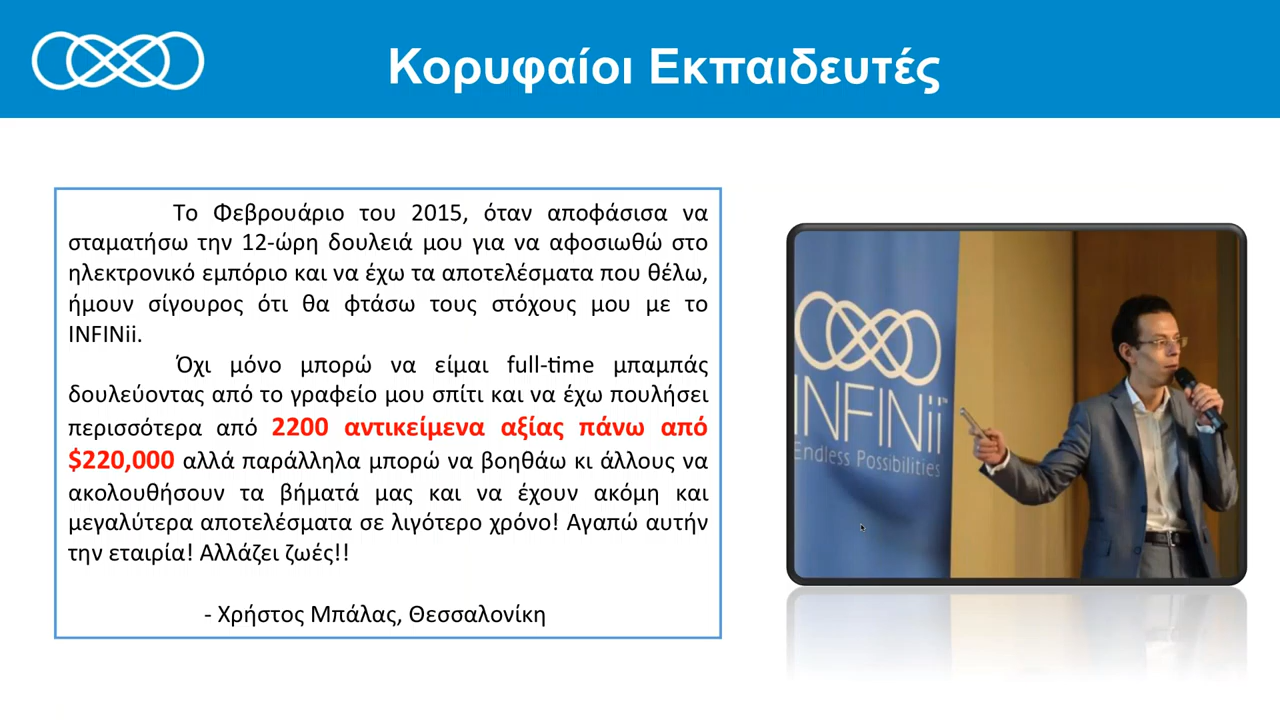 Κορυφαίοι Εκπαιδευτές
Το Φεβρουάριο του 2015, όταν αποφάσισα να
σταματήσω την 12-ώρη δουλειά μου για να αφοσιωθώ στο
ηλεκτρονικό εμπόριο και να έχω τα αποτελέσματα που θέλω,
ήμουν σίγουρος ότι θα φτάσω τους στόχους μου με το
INFINii.
Όχι μόνο μπορώ να είμαι full-time μπαμπάς
δουλεύοντας από το γραφείο μου σπίτι και να έχω πουλήσει
περισσότερα από 2200 αντικείμενα αξίας πάνω από
$220,000 αλλά παράλληλα μπορώ να βοηθάω κι άλλους να
ακολουθήσουν τα βήματά μας και να έχουν ακόμη και
μεγαλύτερα αποτελέσματα σε λιγότερο χρόνο! Αγαπώ αυτήν
την εταιρία! Αλλάζει ζωές!!
- Χρήστος Μπάλας, Θεσσαλονίκη
INFINii™
Endless Possibilities